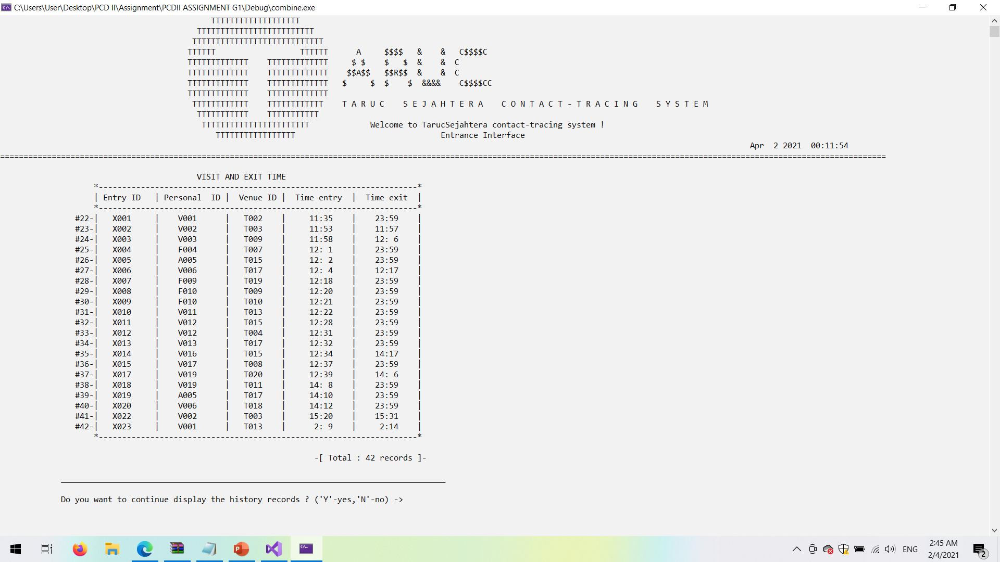 C:\Users\User\Desktop\PCD II\Assignment\PCDII ASSIGNMENT G1\Debug\combine.exe
TTTTTTTTTTTTTTTTTTT
TTTTTTTTTTTTTTTTTTTTTTTTT
TTTTTTTTTTTTTTTTTTTTTTTTTTTT
TTTTTT                  TTTTTT      A     $$$$   &    &   C$$$$C
TTTTTTTTTTTTT    TTTTTTTTTTTTT     $ $    $   $  &    &  C
TTTTTTTTTTTTT    TTTTTTTTTTTTT    $$A$$   $$R$$  &    &  C
TTTTTTTTTTTTT    TTTTTTTTTTTTT   $     $  $    $  &&&&    C$$$$CC
TTTTTTTTTTTTT    TTTTTTTTTTTTT
TTTTTTTTTTTT    TTTTTTTTTTTT    T A R U C    S E J A H T E R A    C O N T A C T - T R A C I N G    S Y S T E M
TTTTTTTTTTT    TTTTTTTTTTT
TTTTTTTTTTTTTTTTTTTTTTT             Welcome to TarucSejahtera contact-tracing system !
TTTTTTTTTTTTTTTTT                               Entrance Interface
Apr  2 2021  00:11:54
=============================================================================================================================================================================================
VISIT AND EXIT TIME
*--------------------------------------------------------------------*
| Entry ID   | Personal  ID |  Venue ID |  Time entry  |  Time exit  |
*--------------------------------------------------------------------*
#22-|   X001     |    V001      |   T002    |     11:35    |    23:59    |
#23-|   X002     |    V002      |   T003    |     11:53    |    11:57    |
#24-|   X003     |    V003      |   T009    |     11:58    |    12: 6    |
#25-|   X004     |    F004      |   T007    |     12: 1    |    23:59    |
#26-|   X005     |    A005      |   T015    |     12: 2    |    23:59    |
#27-|   X006     |    V006      |   T017    |     12: 4    |    12:17    |
#28-|   X007     |    F009      |   T019    |     12:18    |    23:59    |
#29-|   X008     |    F010      |   T009    |     12:20    |    23:59    |
#30-|   X009     |    F010      |   T010    |     12:21    |    23:59    |
#31-|   X010     |    V011      |   T013    |     12:22    |    23:59    |
#32-|   X011     |    V012      |   T015    |     12:28    |    23:59    |
#33-|   X012     |    V012      |   T004    |     12:31    |    23:59    |
#34-|   X013     |    V013      |   T017    |     12:32    |    23:59    |
#35-|   X014     |    V016      |   T015    |     12:34    |    14:17    |
#36-|   X015     |    V017      |   T008    |     12:37    |    23:59    |
#37-|   X017     |    V019      |   T020    |     12:39    |    14: 6    |
#38-|   X018     |    V019      |   T011    |     14: 8    |    23:59    |
#39-|   X019     |    A005      |   T017    |     14:10    |    23:59    |
#40-|   X020     |    V006      |   T018    |     14:12    |    23:59    |
#41-|   X022     |    V002      |   T003    |     15:20    |    15:31    |
#42-|   X023     |    V001      |   T013    |      2: 9    |     2:14    |
*--------------------------------------------------------------------*
-[ Total : 42 records ]-
__________________________________________________________________________________
Do you want to continue display the history records ? ('Y'-yes,'N'-no) ->
ENG
2:45 AM
2/4/2021
2